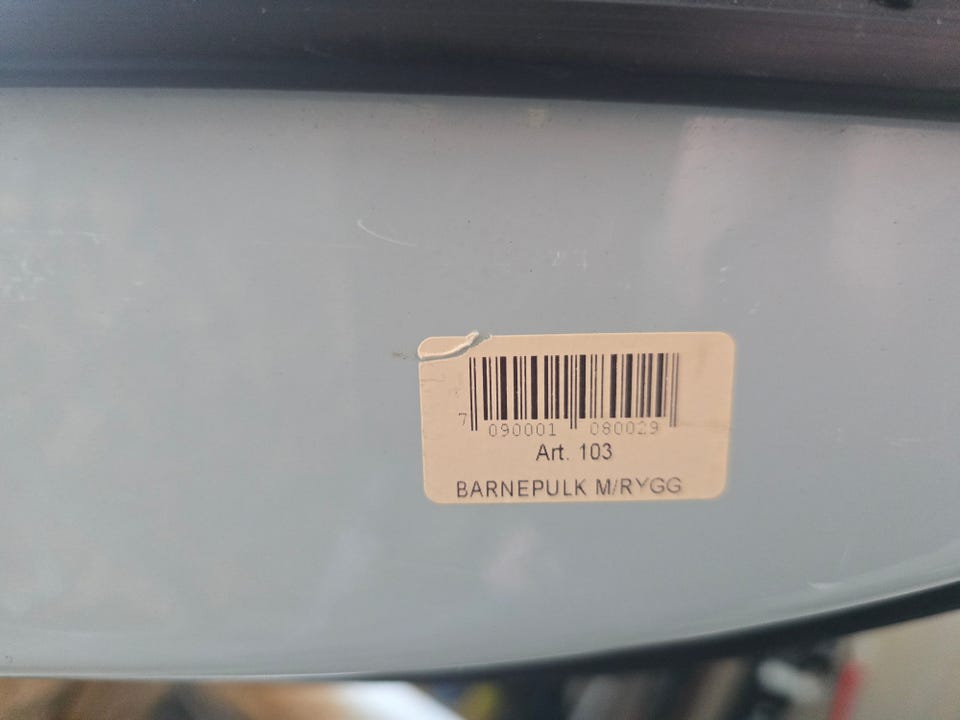 7 090001 080029
Art. 103
BARNEPULK M/RYGG